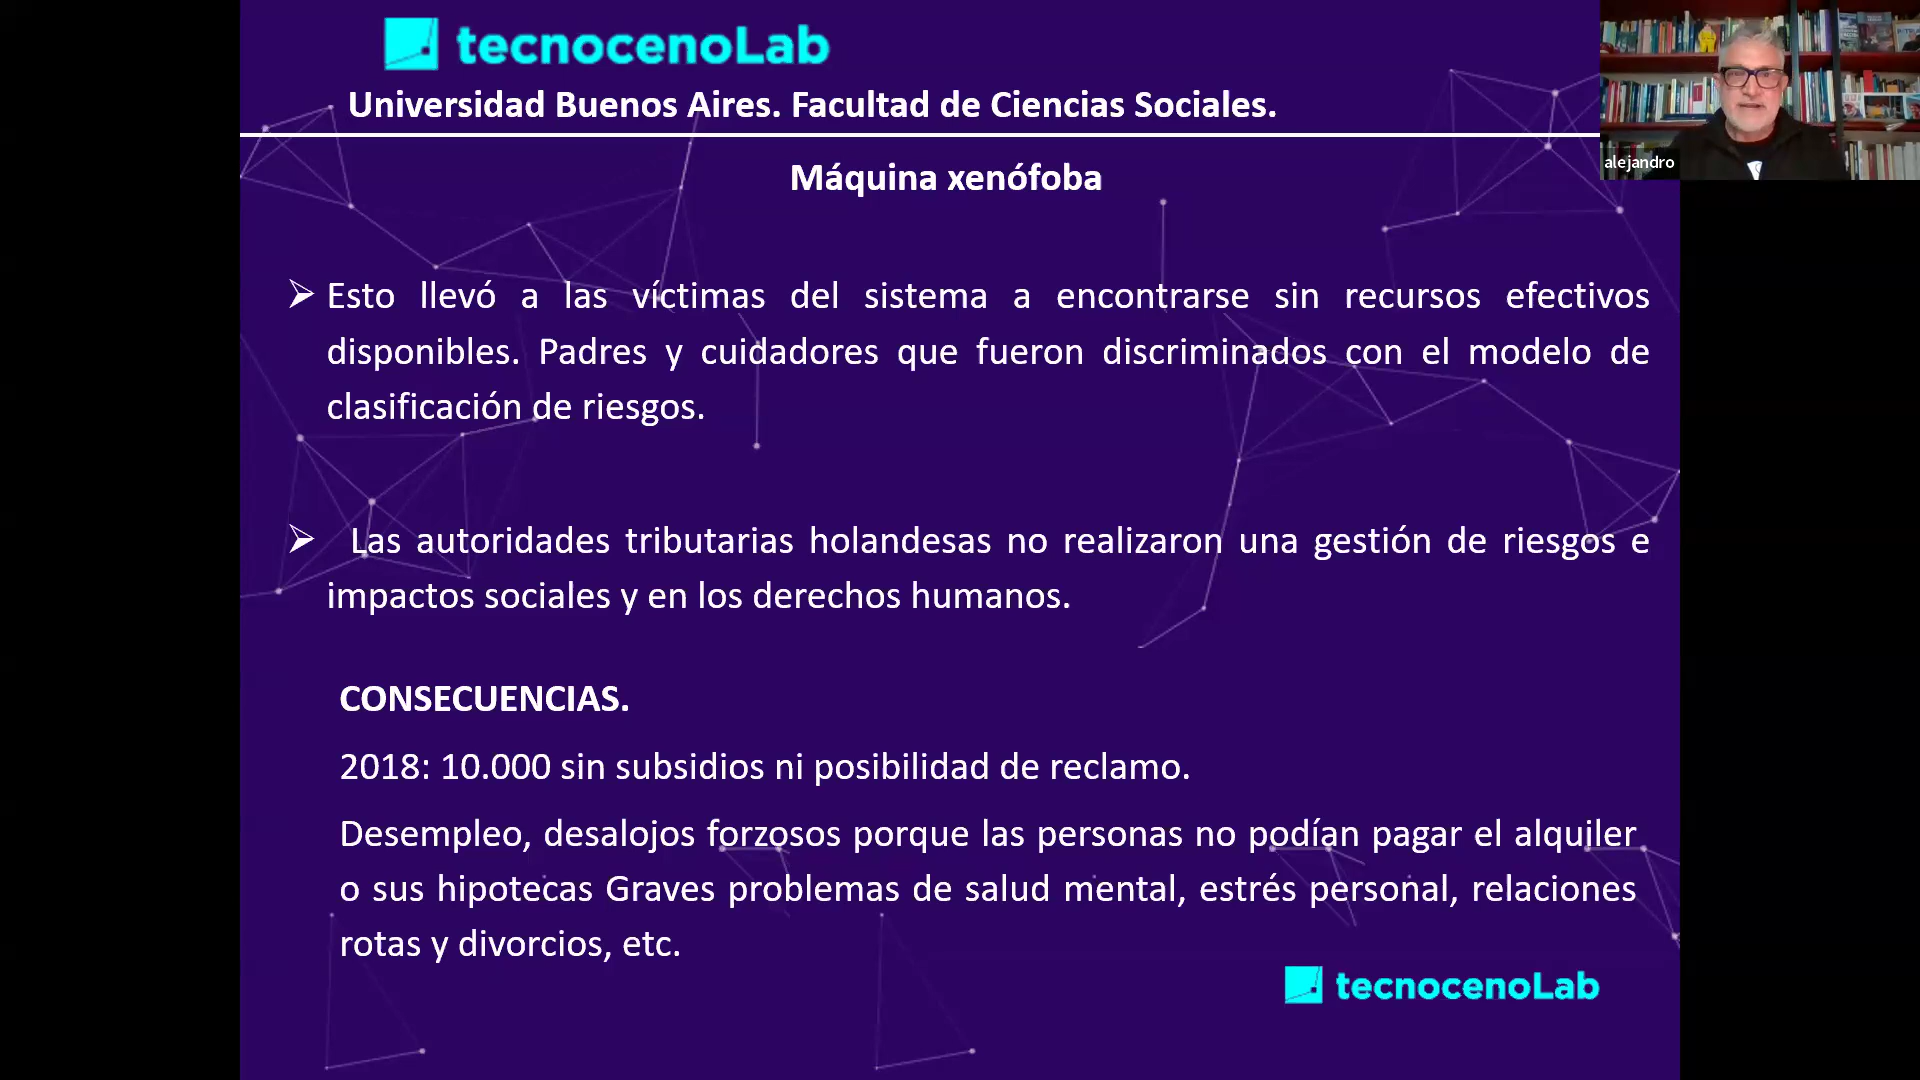 tecnocenoLab
Universidad Buenos Aires. Facultad de Ciencias Sociales.
alejandro
Máquina xenófoba
Esto llevó a las víctimas del sistema a encontrarse sin recursos efectivos
disponibles. Padres y cuidadores que fueron discriminados con el modelo de
clasificación de riesgos.
Las autoridades tributarias holandesas no realizaron una gestión de riesgos e
impactos sociales y en los derechos humanos.
CONSECUENCIAS.
2018: 10.000 sin subsidios ni posibilidad de reclamo.
Desempleo, desalojos forzosos porque las personas no podían pagar el alquiler
o sus hipotecas Graves problemas de salud mental, estrés personal, relaciones
rotas y divorcios, etc.
tecnocenoLab